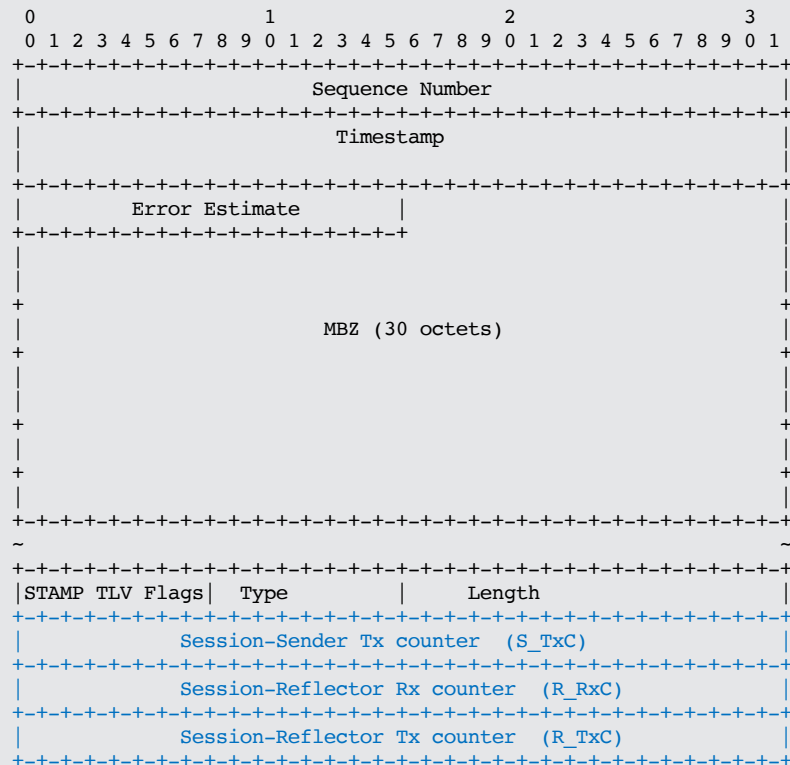 0                   1                   2                   3
0 1 2 3 4 5 6 7 8 9 0 1 2 3 4 5 6 7 8 9 0 1 2 3 4 5 6 7 8 9 0 1
+-+-+-+-+-+-+-+-+-+-+-+-+-+-+-+-+-+-+-+-+-+-+-+-+-+-+-+-+-+-+-+-+
|                        Sequence Number                        |
+-+-+-+-+-+-+-+-+-+-+-+-+-+-+-+-+-+-+-+-+-+-+-+-+-+-+-+-+-+-+-+-+
|                          Timestamp                            |
|                                                               |
+-+-+-+-+-+-+-+-+-+-+-+-+-+-+-+-+-+-+-+-+-+-+-+-+-+-+-+-+-+-+-+-+
|         Error Estimate        |                               |
+-+-+-+-+-+-+-+-+-+-+-+-+-+-+-+-+                               |
|                                                               |
|                                                               |
+                                                               +
|                         MBZ (30 octets)                       |
+                                                               +
|                                                               |
|                                                               |
+                                                               +
|                                                               |
+                                                               +
|                                                               |
+-+-+-+-+-+-+-+-+-+-+-+-+-+-+-+-+-+-+-+-+-+-+-+-+-+-+-+-+-+-+-+-+
~                                                               ~
+-+-+-+-+-+-+-+-+-+-+-+-+-+-+-+-+-+-+-+-+-+-+-+-+-+-+-+-+-+-+-+-+
|STAMP TLV Flags|  Type         |     Length                    |
+-+-+-+-+-+-+-+-+-+-+-+-+-+-+-+-+-+-+-+-+-+-+-+-+-+-+-+-+-+-+-+-+
|             Session-Sender Tx counter  (S_TxC)                |
+-+-+-+-+-+-+-+-+-+-+-+-+-+-+-+-+-+-+-+-+-+-+-+-+-+-+-+-+-+-+-+-+
|             Session-Reflector Rx counter  (R_RxC)             |
+-+-+-+-+-+-+-+-+-+-+-+-+-+-+-+-+-+-+-+-+-+-+-+-+-+-+-+-+-+-+-+-+
|             Session-Reflector Tx counter  (R_TxC)             |
+-+-+-+-+-+-+-+-+-+-+-+-+-+-+-+-+-+-+-+-+-+-+-+-+-+-+-+-+-+-+-+-+